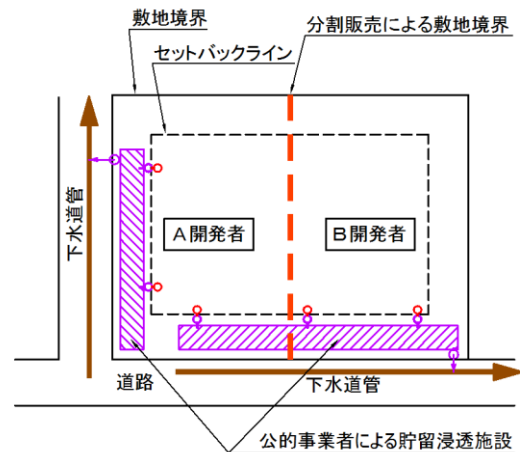 敷地境界
分割販売による敷地境界
セットバックライン
A開発者
B開発者
下水道管
道路
下水道管
公的事業者による貯留浸透施設